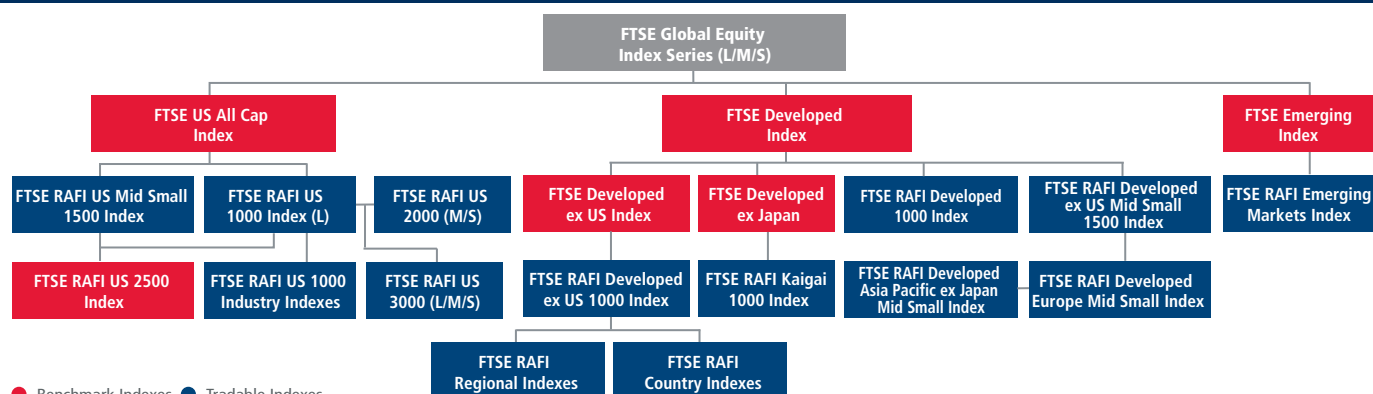 FTSE Global Equity
Index Series (L/M/S)
FTSE US All Cap
Index
FTSE Developed
Index
FTSE Emerging
Index
FTSE RAFI US Mid Small
1500 Index
FTSE RAFI US
1000 Index (L)
FTSE RAFI US
2000 (M/S)
FTSE Developed
ex US Index
FTSE Developed
ex Japan
FTSE RAFI Developed
1000 Index
FTSE RAFI Developed
ex US Mid Small
1500 Index
FTSE RAFI Emerging
Markets Index
FTSE RAFI US 2500
Index
FTSE RAFI US 1000
Industry Indexes
FTSE RAFI US
3000 (L/M/S)
FTSE RAFI Developed
ex US 1000 Index
FTSE RAFI Kaigai
1000 Index
FTSE RAFI Developed
Asia Pacific ex Japan
Mid Small Index
FTSE RAFI Developed
Europe Mid Small Index
FTSE RAFI
Regional Indexes
FTSE RAFI
Country Indexes
Benchmark Indexes Tradable Indexes